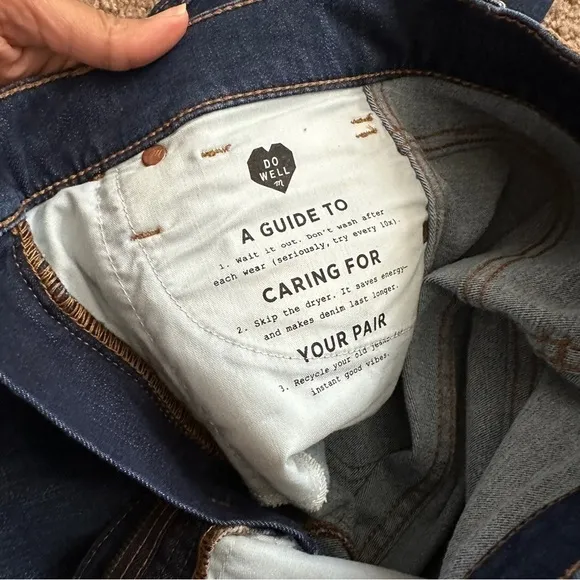 DO
WELL
m
A GUIDE TO
1. Wait it out. Don't wash after
each wear (seriously, try every 10x).
CARING FOR
2. Skip the dryer. It saves energy—
and makes denim last longer.
YOUR PAIR
3. Recycle your old jeans for
instant good vibes.